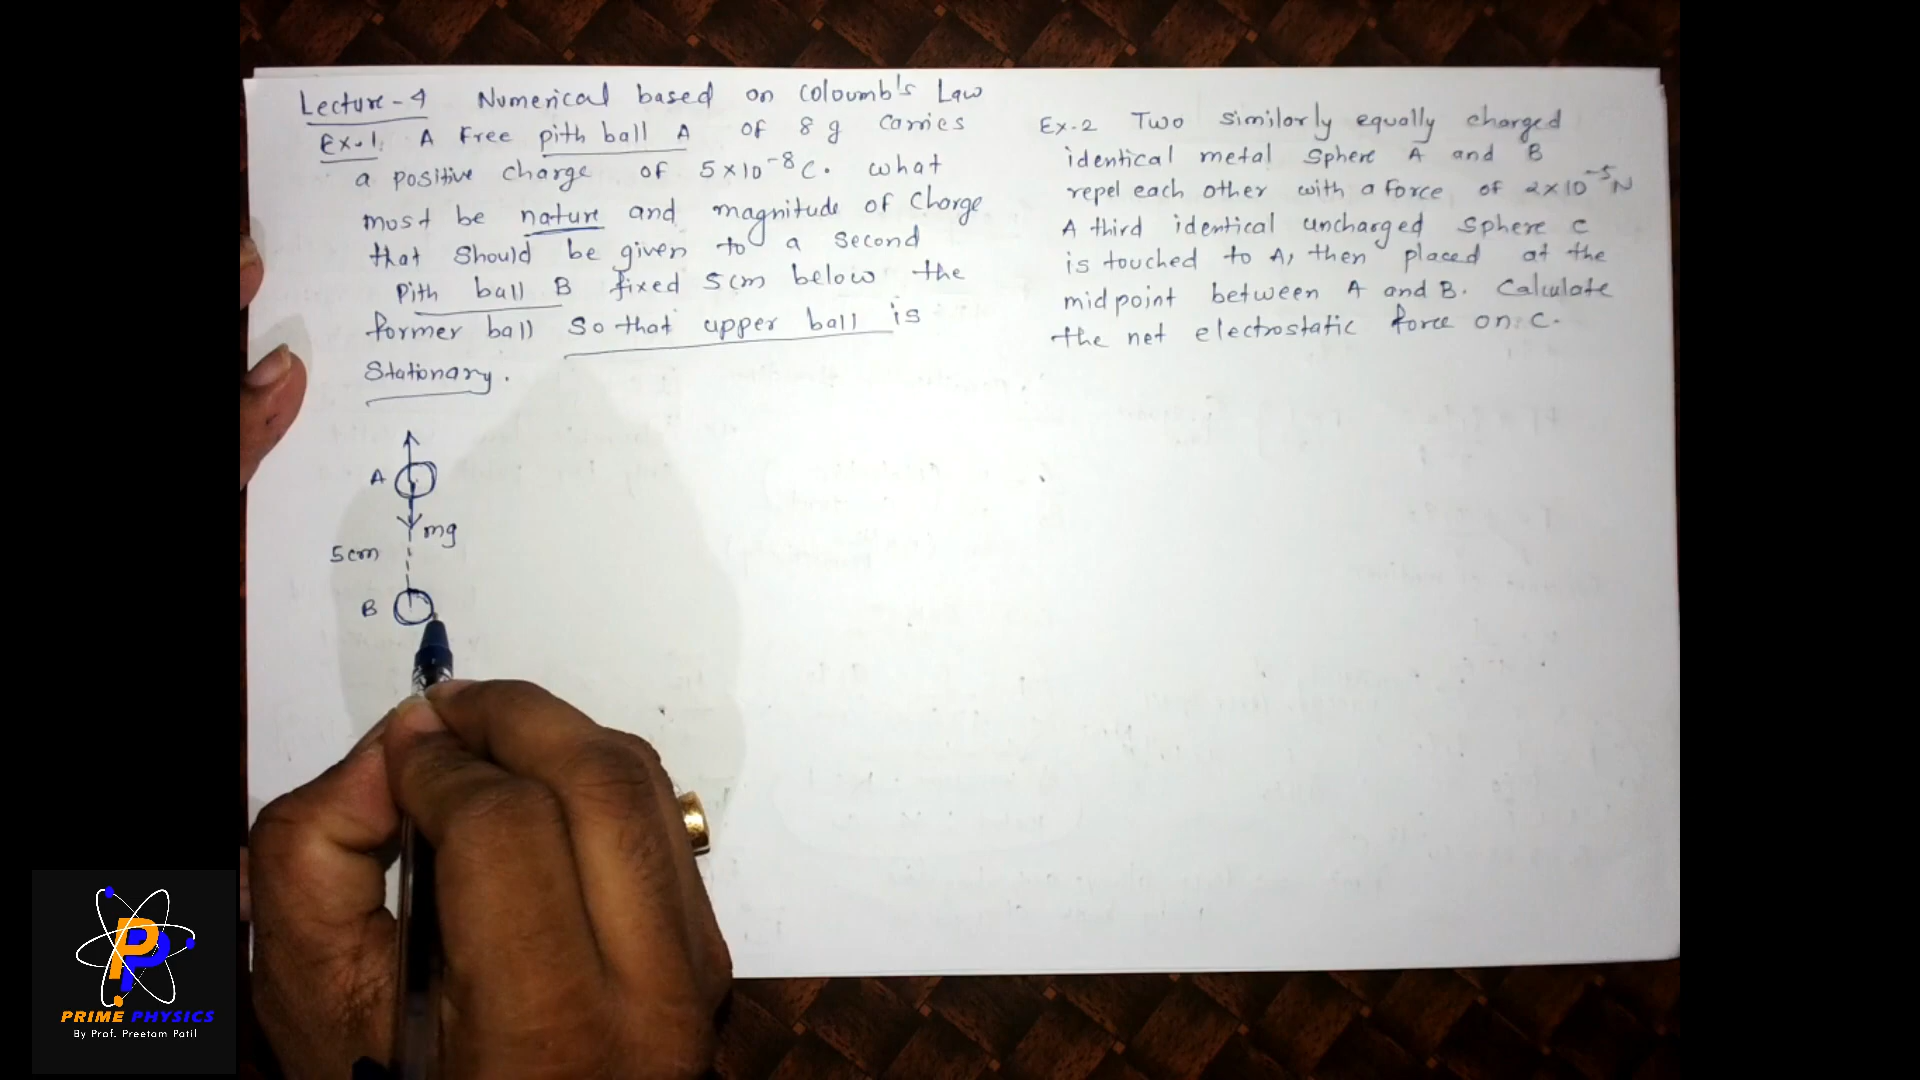 Lecture-4 Numerical based on Coloumb's Law
Ex.1. A Free pith ball A of 8 g carries
a positive charge of 5×10⁻⁸C. what
must be nature and magnitude of Charge
that should be given to a second
Pith ball B fixed 5cm below the
former ball so that upper ball is
Stationary.
A
mg
5cm
B
Ex.2 Two similarly equally charged
identical metal sphere A and B
repel each other with a force of 2×10⁻⁵N
A third identical uncharged sphere C
is touched to A, then placed at the
midpoint between A and B. Calculate
the net electrostatic force on C.
PRIME PHYSICS
By Prof. Preetam Patil